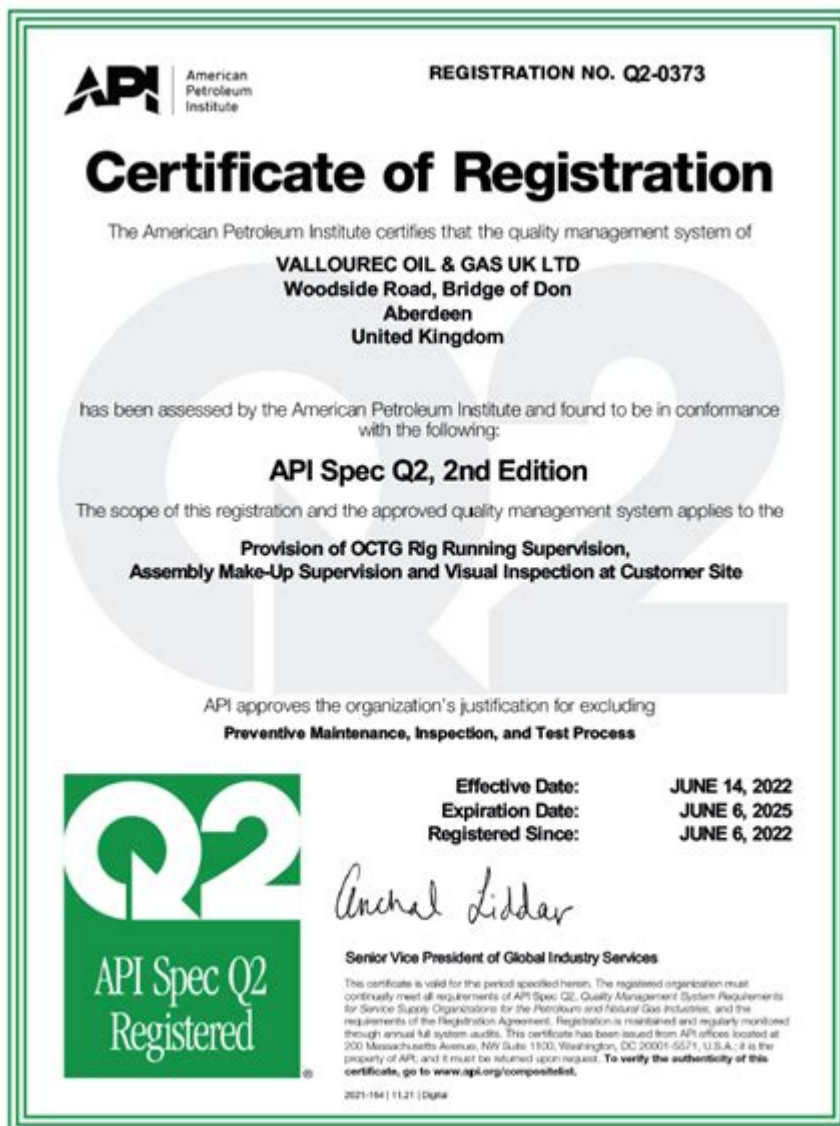 API
American
Petroleum
Institute
REGISTRATION NO. Q2-0373
Certificate of Registration
The American Petroleum Institute certifies that the quality management system of
VALLOUREC OIL & GAS UK LTD
Woodside Road, Bridge of Don
Aberdeen
United Kingdom
has been assessed by the American Petroleum Institute and found to be in conformance
with the following:
API Spec Q2, 2nd Edition
The scope of this registration and the approved quality management system applies to the
Provision of OCTG Rig Running Supervision,
Assembly Make-Up Supervision and Visual Inspection at Customer Site
API approves the organization's justification for excluding
Preventive Maintenance, Inspection, and Test Process
Effective Date: JUNE 14, 2022
Expiration Date: JUNE 6, 2025
Registered Since: JUNE 6, 2022
Q2
API Spec Q2
Registered
®
Anchal Liddar
Senior Vice President of Global Industry Services
This certificate is valid for the period specified herein. The registered organization must
continually meet all requirements of API Spec Q2, Quality Management System Requirements
for Service Supply Organizations for the Petroleum and Natural Gas Industries, and the
requirements of the Registration Agreement. Registration is maintained and regularly monitored
through annual full system audits. This certificate has been issued from API offices located at
200 Massachusetts Avenue, NW Suite 1100, Washington, DC 20001-5571, U.S.A.; it is the
property of API, and it must be returned upon request. To verify the authenticity of this
certificate, go to www.api.org/compositelist.
2021-164 | 11.21 | Digital
Q2